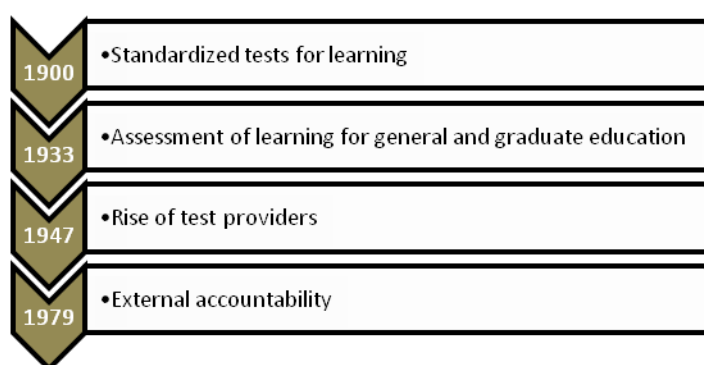 1900 •Standardized tests for learning
1933 •Assessment of learning for general and graduate education
1947 •Rise of test providers
1979 •External accountability